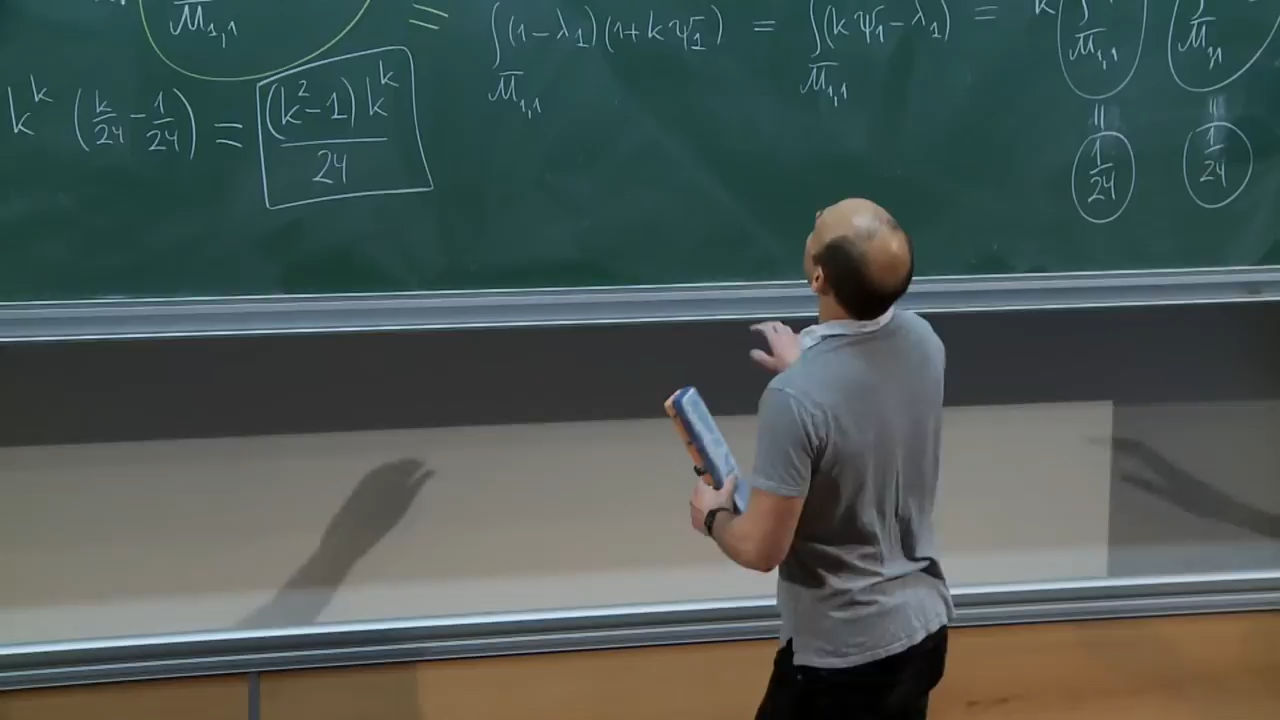 M̅₁,₁ = ∫_{M̅₁,₁} (1-λ₁)(1+kψ₁) = ∫_{M̅₁,₁} (kψ₁-λ₁) = k ∫_{M̅₁,₁} ∫_{M̅₁,₁}
k^k (k/24 - 1/24) = (k²-1)k^k/24
|| ||
1/24 1/24